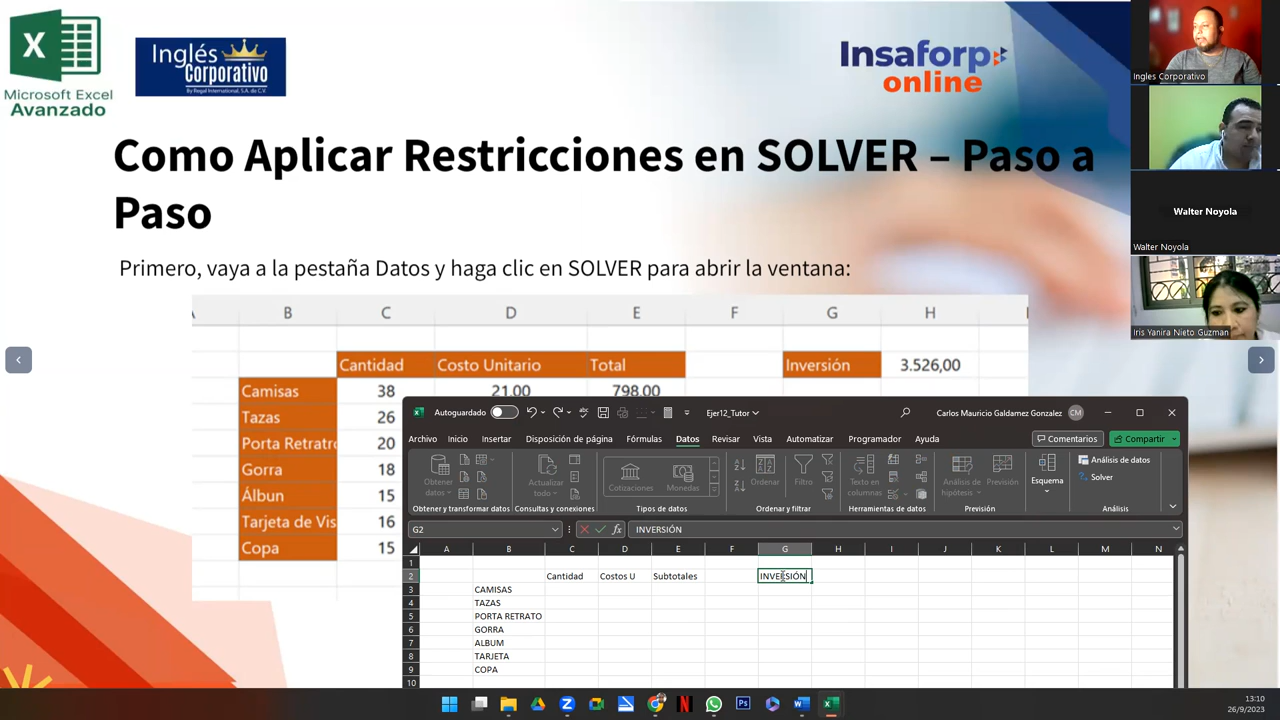 Microsoft Excel
Avanzado
Inglés
Corporativo
By Regal International, S.A. de C.V.
Insaforp
online
Ingles Corporativo
Walter Noyola
Walter Noyola
Iris Yanira Nieto Guzman
Como Aplicar Restricciones en SOLVER – Paso a
Paso
Primero, vaya a la pestaña Datos y haga clic en SOLVER para abrir la ventana:
B C D E F G H
Cantidad Costo Unitario Total Inversión 3.526,00
Camisas 38 21,00 798,00
Tazas 26
Porta Retrato 20
Gorra 18
Álbun 15
Tarjeta de Vis 16
Copa 15
Autoguardado Ejer12_Tutor Carlos Mauricio Galdamez Gonzalez CM
Archivo Inicio Insertar Disposición de página Fórmulas Datos Revisar Vista Automatizar Programador Ayuda Comentarios Compartir
Obtener datos Actualizar todo Cotizaciones Monedas Ordenar Filtro Texto en columnas Análisis de hipótesis Previsión Esquema Análisis de datos
Solver
Obtener y transformar datos Consultas y conexiones Tipos de datos Ordenar y filtrar Herramientas de datos Previsión Análisis
G2 fx INVERSIÓN
A B C D E F G H I J K L M N
1
2 Cantidad Costos U Subtotales INVERSIÓN
3 CAMISAS
4 TAZAS
5 PORTA RETRATO
6 GORRA
7 ALBUM
8 TARJETA
9 COPA
10
13:10
26/9/2023